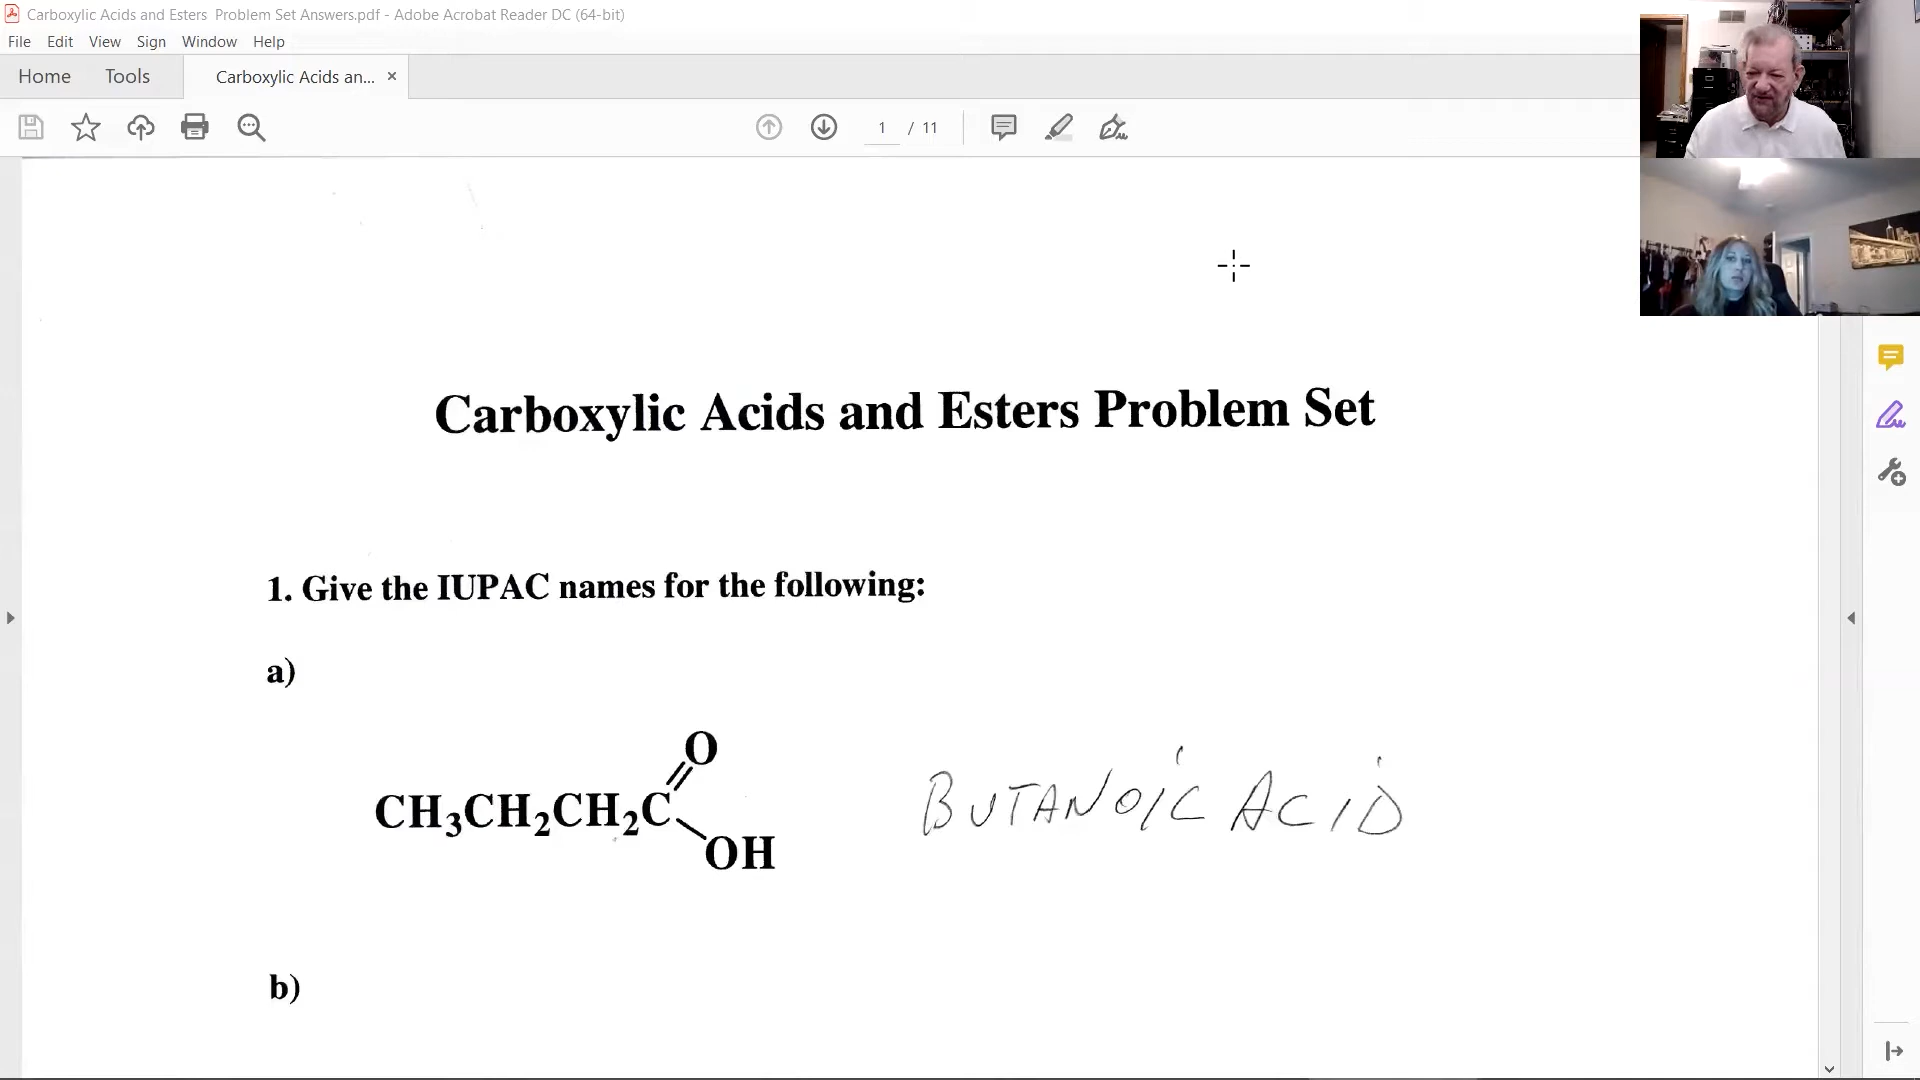 Carboxylic Acids and Esters Problem Set Answers.pdf - Adobe Acrobat Reader DC (64-bit)
File Edit View Sign Window Help
Home Tools Carboxylic Acids an... ×
1 / 11
Carboxylic Acids and Esters Problem Set
1. Give the IUPAC names for the following:
a)
O
CH₃CH₂CH₂C
OH
BUTANOIC ACID
b)